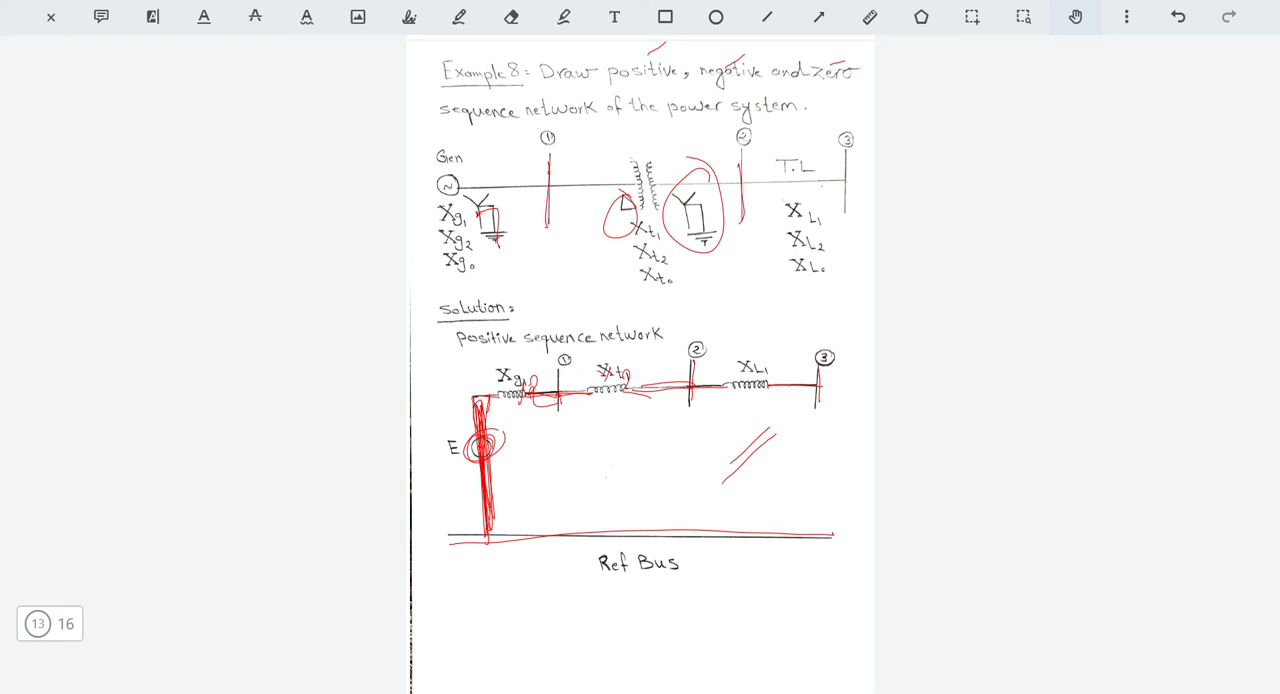 Example 8: Draw positive, negative and zero
sequence network of the power system.
① ② ③
Gen
T.L
N
Xg1
Xg2
Xg0
Xt1
Xt2
Xt0
XL1
XL2
XL0
Solution:
positive sequence network
① ② ③
Xg1 Xt1 XL1
E
Ref Bus
13 16